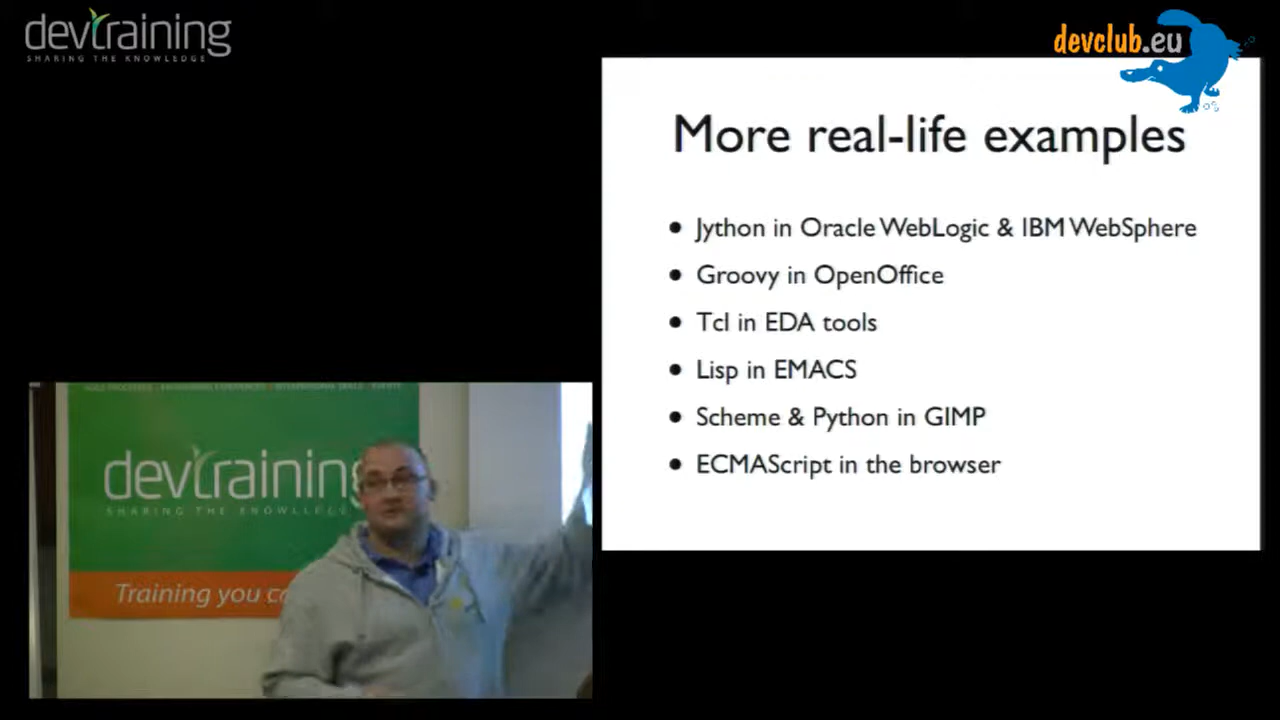 devtraining
SHARING THE KNOWLEDGE
devclub.eu
More real-life examples
• Jython in Oracle WebLogic & IBM WebSphere
• Groovy in OpenOffice
• Tcl in EDA tools
• Lisp in EMACS
• Scheme & Python in GIMP
• ECMAScript in the browser
devtraining
SHARING THE KNOWLLEGE
Training you c